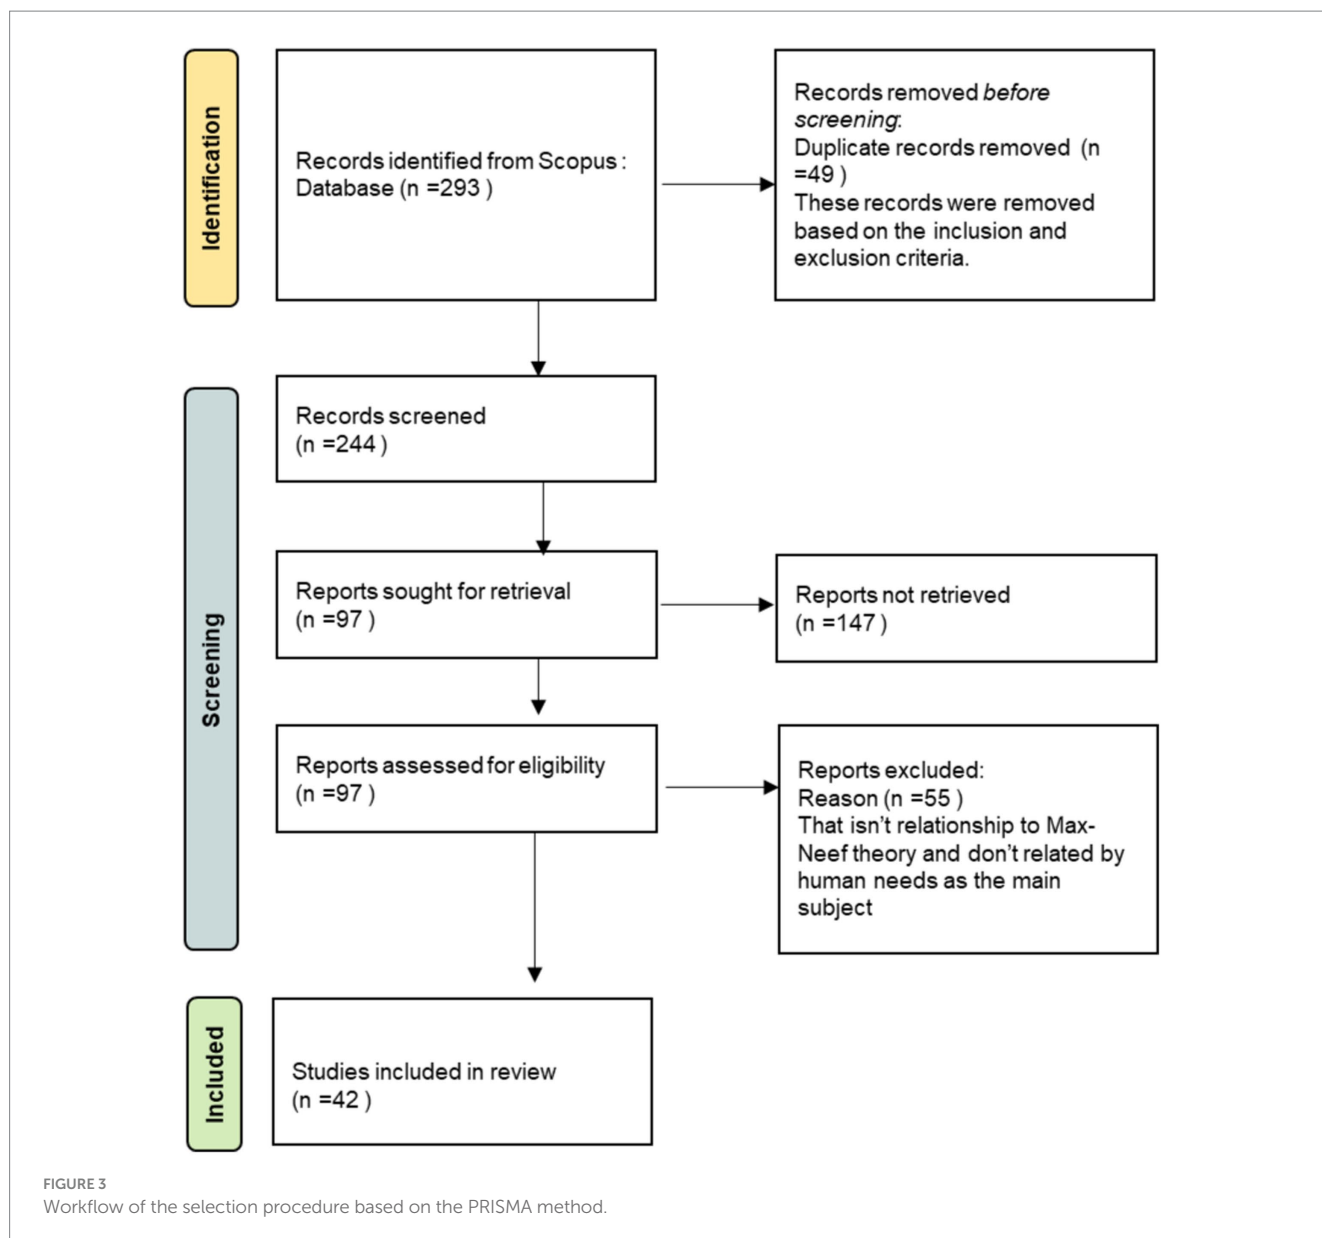 Identification
Records identified from Scopus :
Database (n =293 )
Records removed before
screening:
Duplicate records removed (n
=49 )
These records were removed
based on the inclusion and
exclusion criteria.
Screening
Records screened
(n =244 )
Reports sought for retrieval
(n =97 )
Reports not retrieved
(n =147 )
Reports assessed for eligibility
(n =97 )
Reports excluded:
Reason (n =55 )
That isn’t relationship to Max-
Neef theory and don’t related by
human needs as the main
subject
Included
Studies included in review
(n =42 )
FIGURE 3
Workflow of the selection procedure based on the PRISMA method.